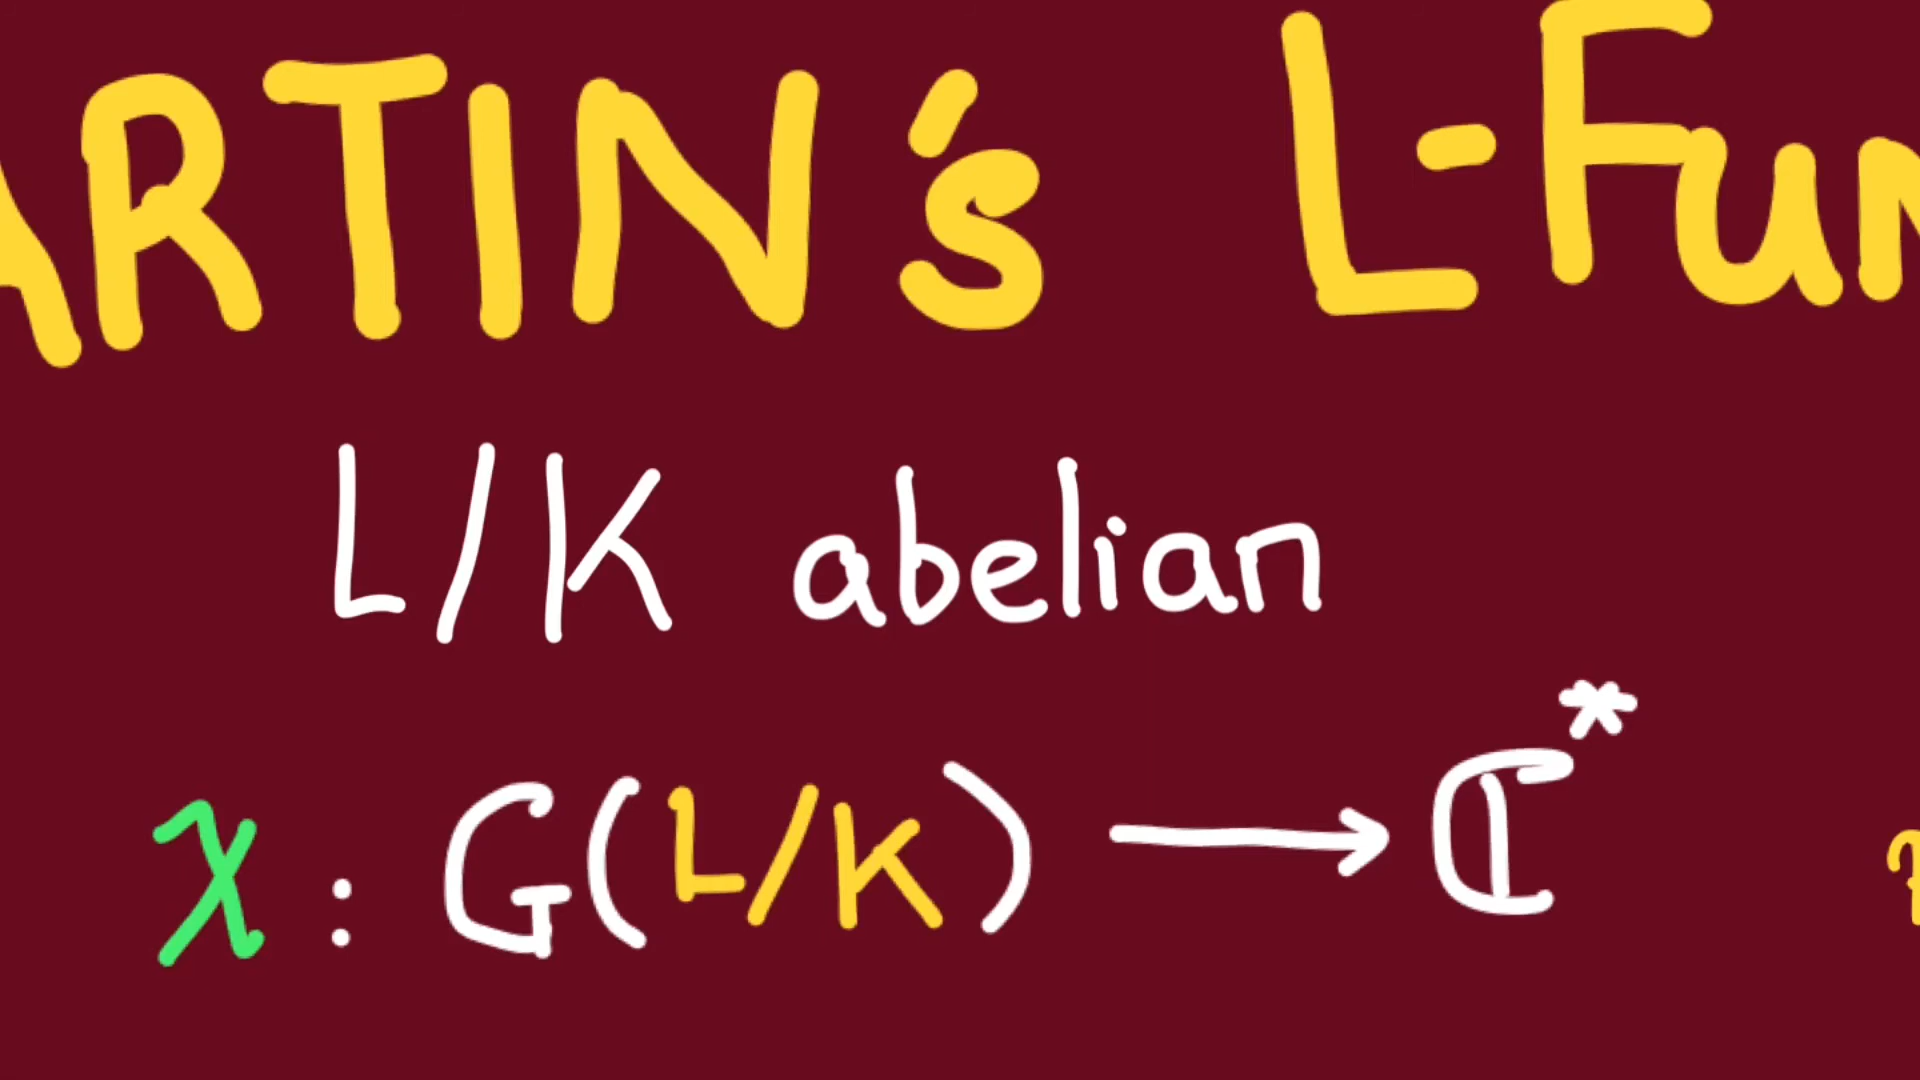 ARTIN's L-Fun
L/K abelian
χ : G(L/K) ⟶ ℂ*